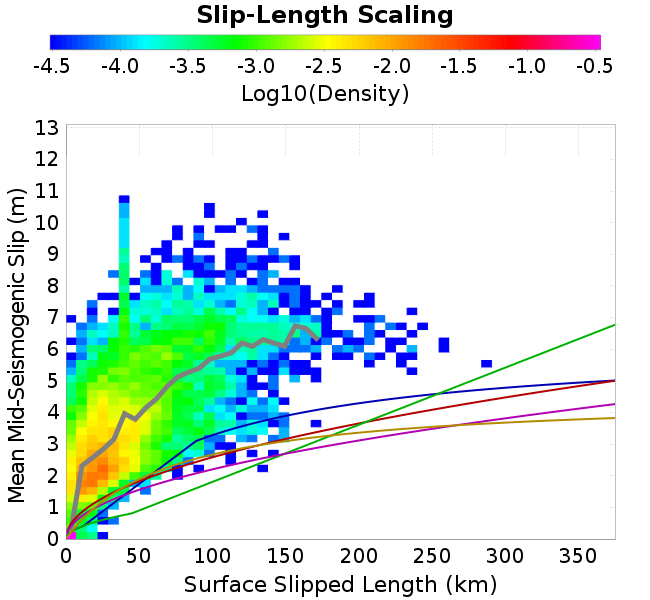 Slip-Length Scaling
-4.5 -4.0 -3.5 -3.0 -2.5 -2.0 -1.5 -1.0 -0.5
Log10(Density)
13
12
11
10
9
8
7
6
5
4
3
2
1
0
Mean Mid-Seismogenic Slip (m)
0 50 100 150 200 250 300 350
Surface Slipped Length (km)